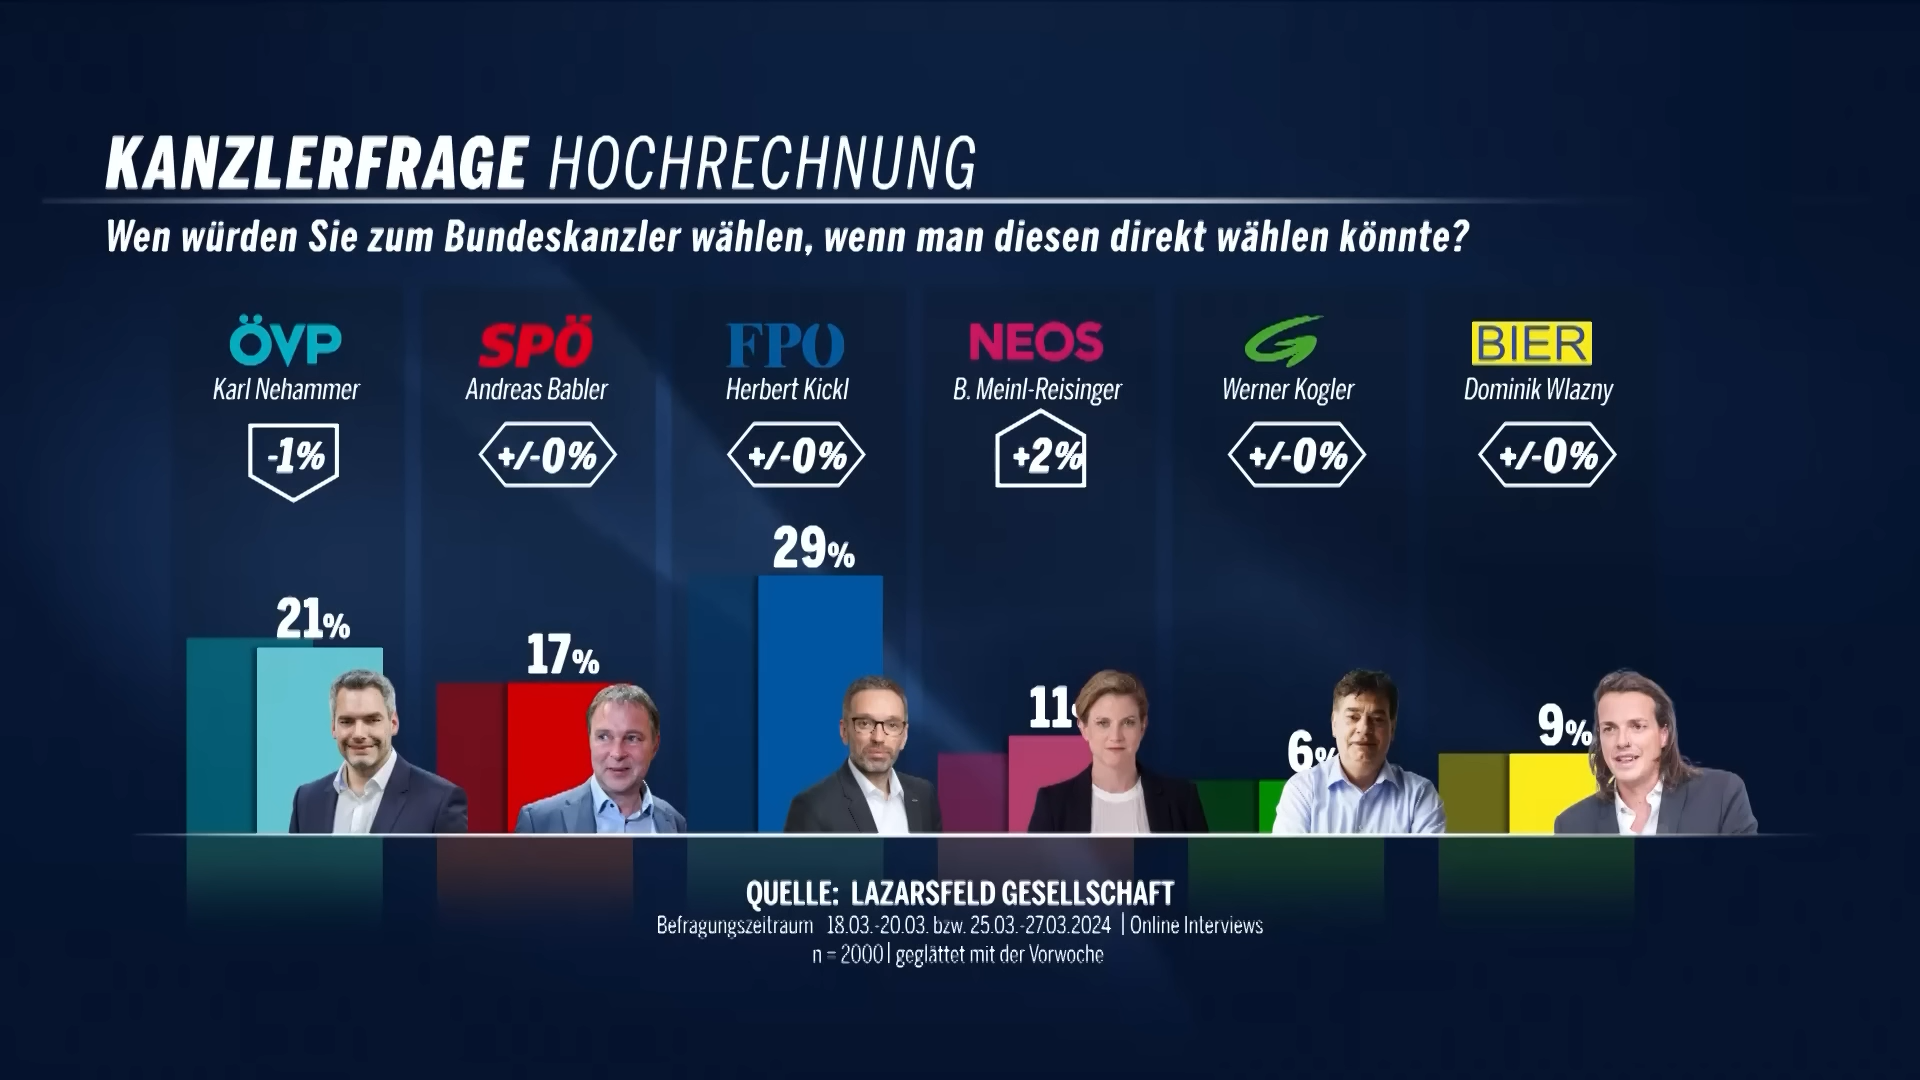 KANZLERFRAGE HOCHRECHNUNG
Wen würden Sie zum Bundeskanzler wählen, wenn man diesen direkt wählen könnte?
ÖVP SPÖ FPÖ NEOS G BIER
Karl Nehammer Andreas Babler Herbert Kickl B. Meinl-Reisinger Werner Kogler Dominik Wlazny
-1% +/-0% +/-0% +2% +/-0% +/-0%
29%
21%
17%
11
9%
6%
QUELLE: LAZARSFELD GESELLSCHAFT
Befragungszeitraum 18.03.-20.03. bzw. 25.03.-27.03.2024 | Online Interviews
n = 2000 | geglättet mit der Vorwoche